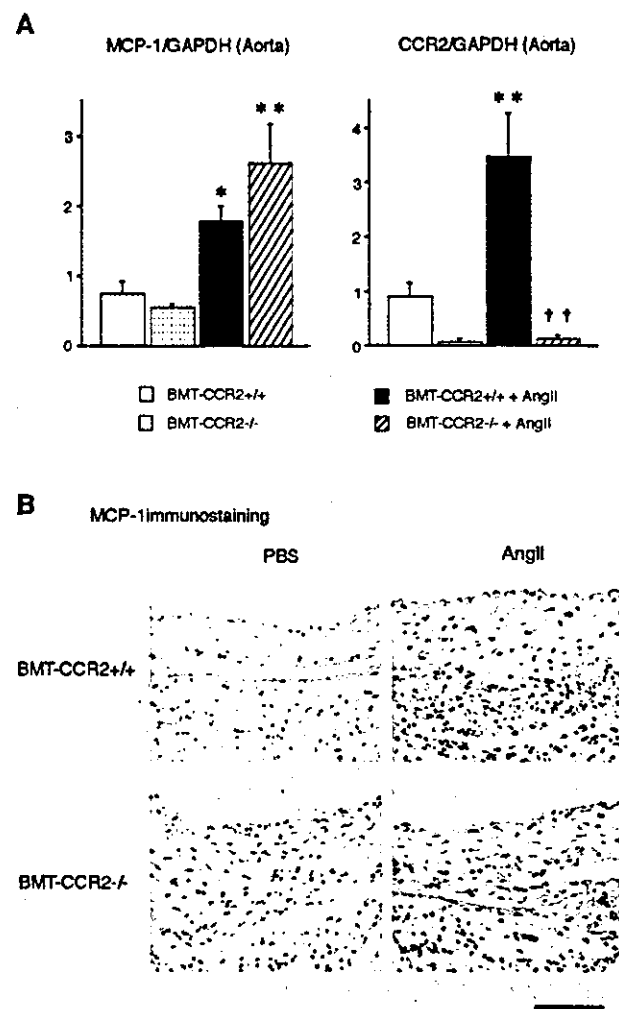 A
MCP-1/GAPDH (Aorta)
CCR2/GAPDH (Aorta)
3
2
1
0
*
* *
4
3
2
1
0
* *
† †
BMT-CCR2+/+
BMT-CCR2-/-
BMT-CCR2+/+ + AngII
BMT-CCR2-/- + AngII
B
MCP-1immunostaining
PBS
AngII
BMT-CCR2+/+
BMT-CCR2-/-